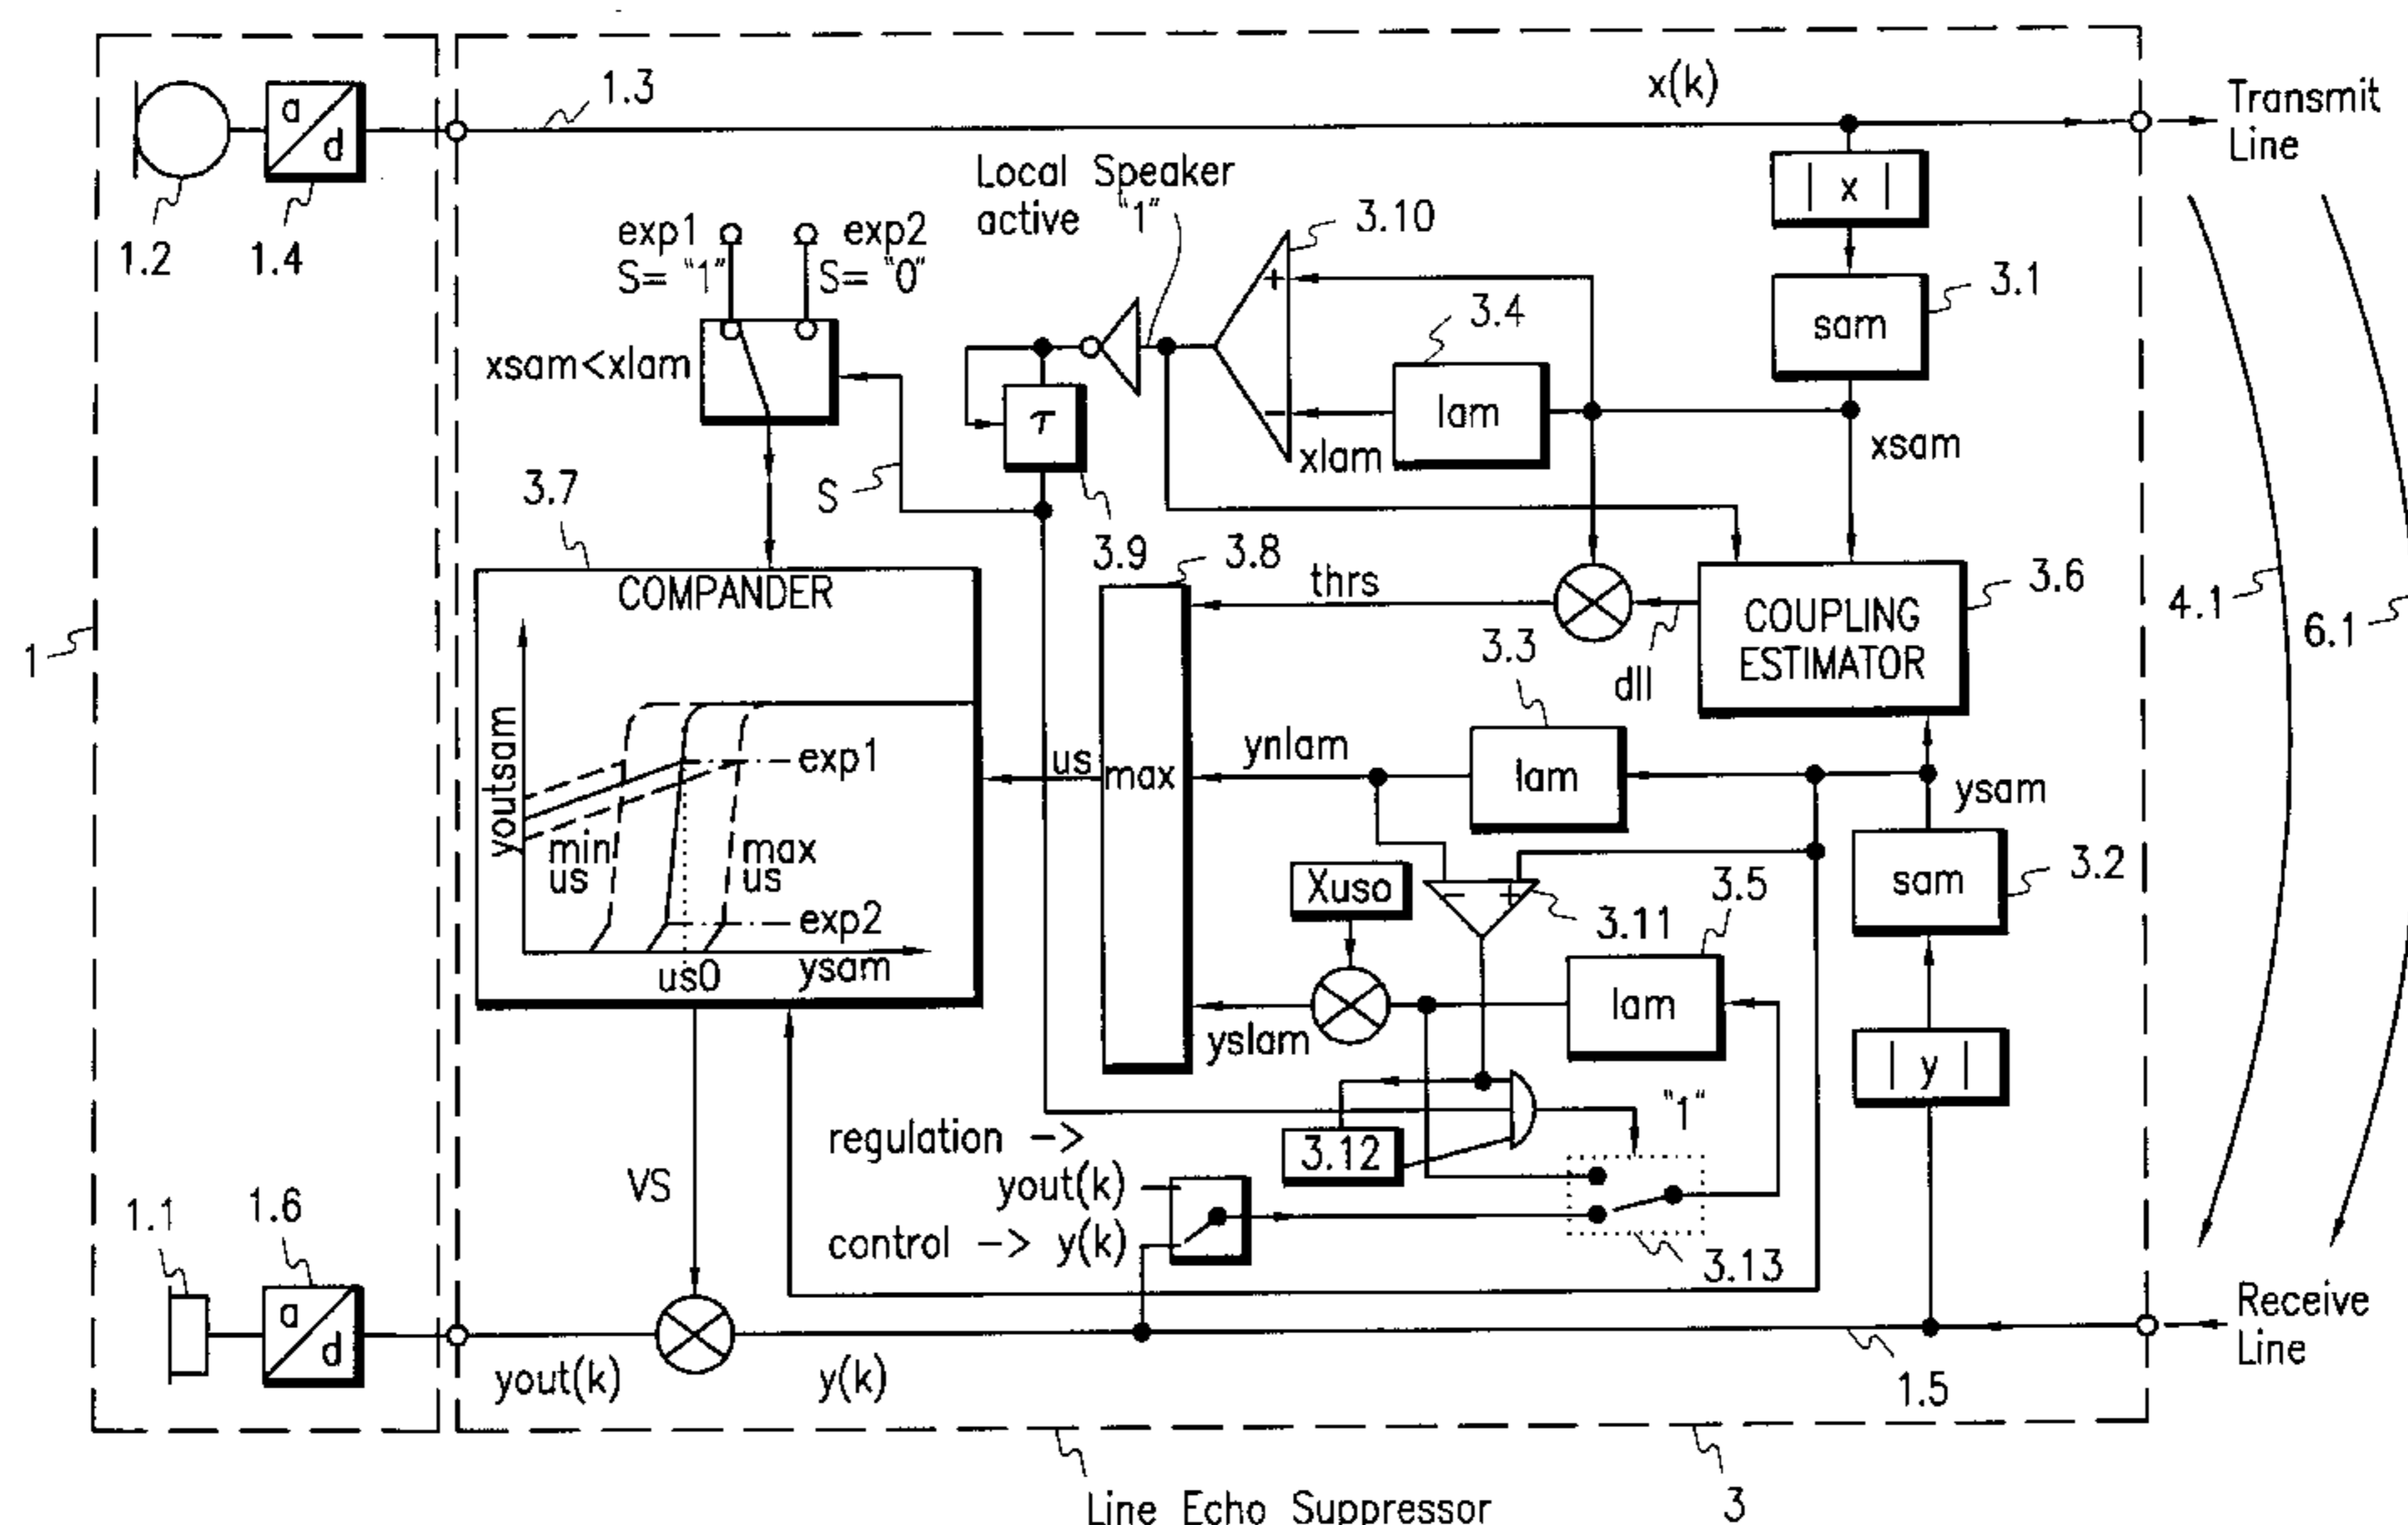 x(k)
Transmit
Line
1.3
a
d
1.2
1.4
Local Speaker
active "1"
3.10
| x |
exp1
S= "1"
exp2
S= "0"
+
3.4
3.1
sam
xsam<xlam
τ
−
lam
xlam
xsam
S
3.7
3.9
3.8
thrs
3.6
COMPANDER
COUPLING
ESTIMATOR
4.1
6.1
1
3.3
dll
youtsam
exp1
us
max
ynlam
lam
ysam
min
us
max
us
Xuso
− +
3.5
sam
3.2
exp2
3.11
us0
ysam
lam
yslam
| y |
"1"
regulation ->
yout(k)
3.12
VS
control -> y(k)
3.13
1.1
1.6
a
d
Receive
Line
yout(k)
y(k)
1.5
Line Echo Suppressor
3